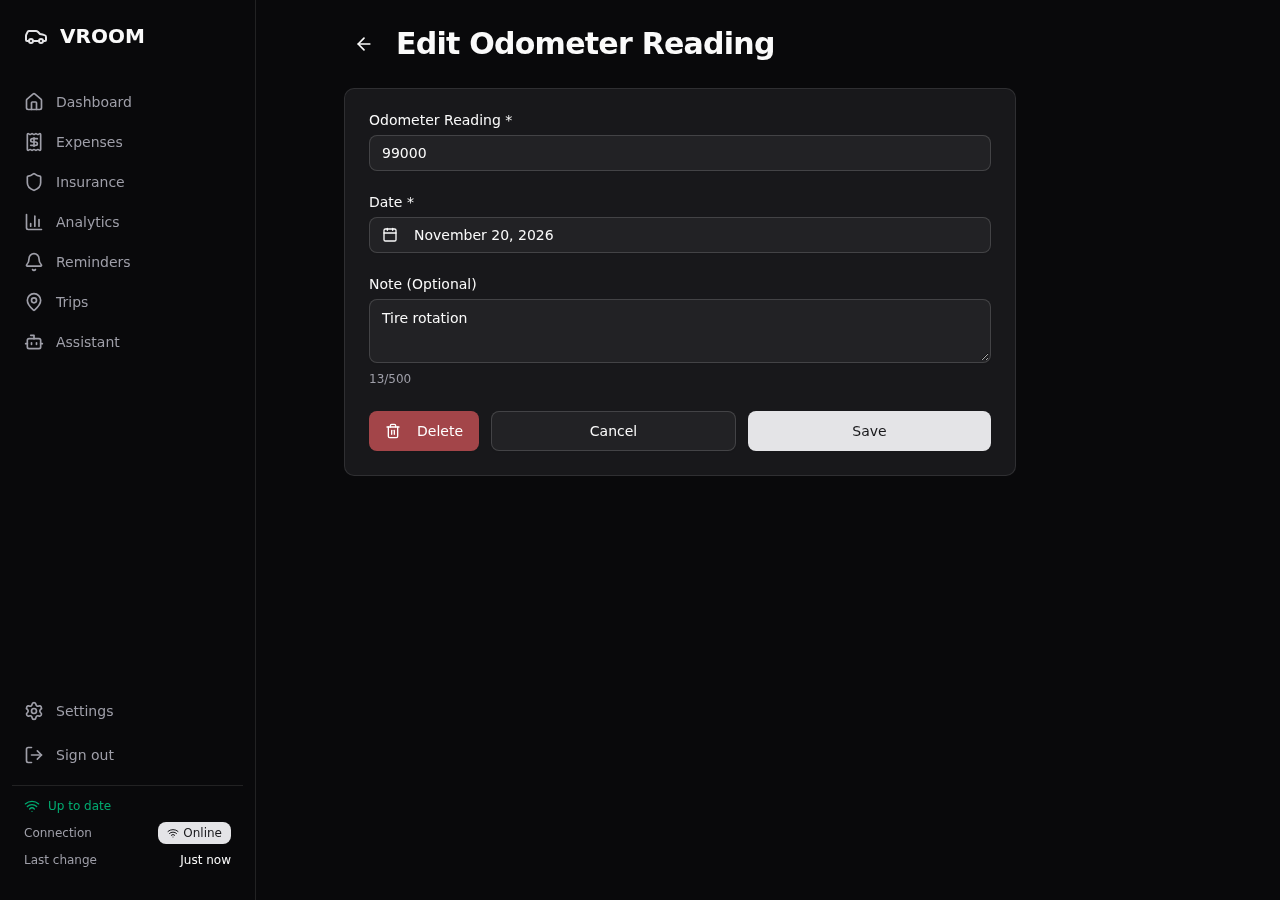 VROOM
Dashboard
Expenses
Insurance
Analytics
Reminders
Trips
Assistant
Settings
Sign out
Up to date
Connection
Online
Last change
Just now
Edit Odometer Reading
Odometer Reading *
99000
Date *
November 20, 2026
Note (Optional)
Tire rotation
13/500
Delete
Cancel
Save